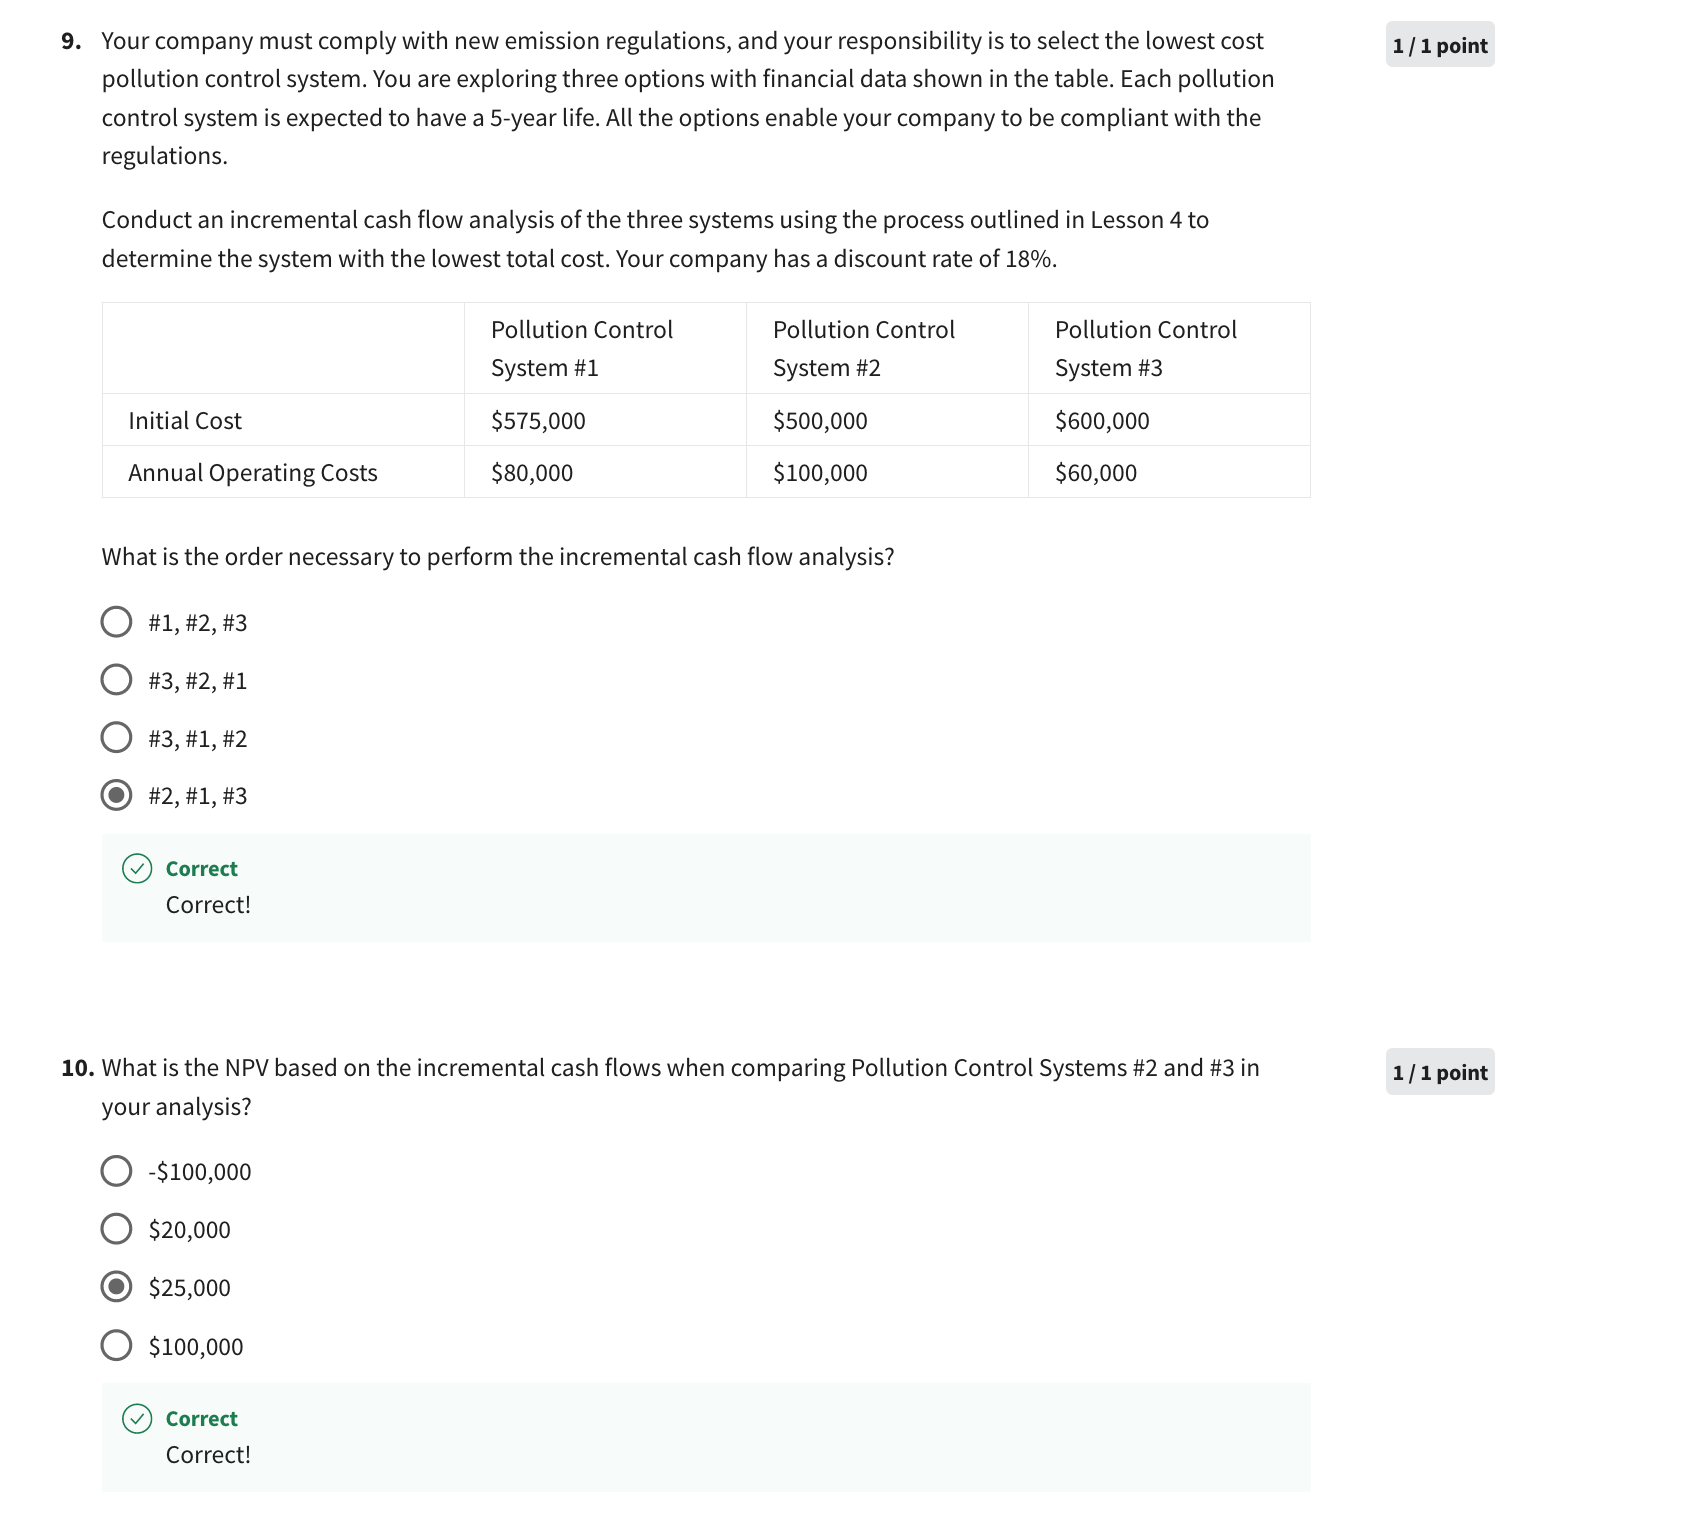 9. Your company must comply with new emission regulations, and your responsibility is to select the lowest cost
1 / 1 point
pollution control system. You are exploring three options with financial data shown in the table. Each pollution
control system is expected to have a 5-year life. All the options enable your company to be compliant with the
regulations.
Conduct an incremental cash flow analysis of the three systems using the process outlined in Lesson 4 to
determine the system with the lowest total cost. Your company has a discount rate of 18%.
Pollution Control System #1
Pollution Control System #2
Pollution Control System #3
Initial Cost $575,000 $500,000 $600,000
Annual Operating Costs $80,000 $100,000 $60,000
What is the order necessary to perform the incremental cash flow analysis?
#1, #2, #3
#3, #2, #1
#3, #1, #2
#2, #1, #3
Correct
Correct!
10. What is the NPV based on the incremental cash flows when comparing Pollution Control Systems #2 and #3 in
1 / 1 point
your analysis?
-$100,000
$20,000
$25,000
$100,000
Correct
Correct!